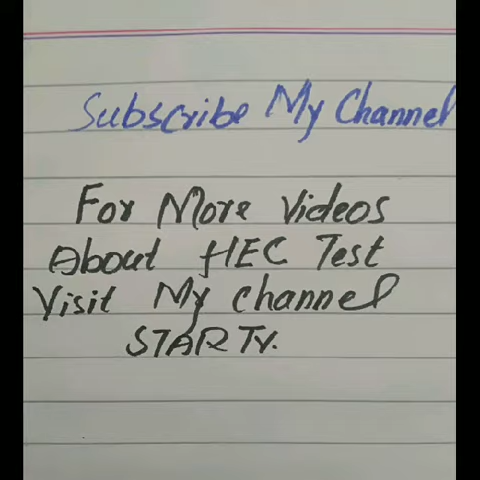 Subscribe My Channel
For More Videos
About HEC Test
Visit My Channel
STAR TV.